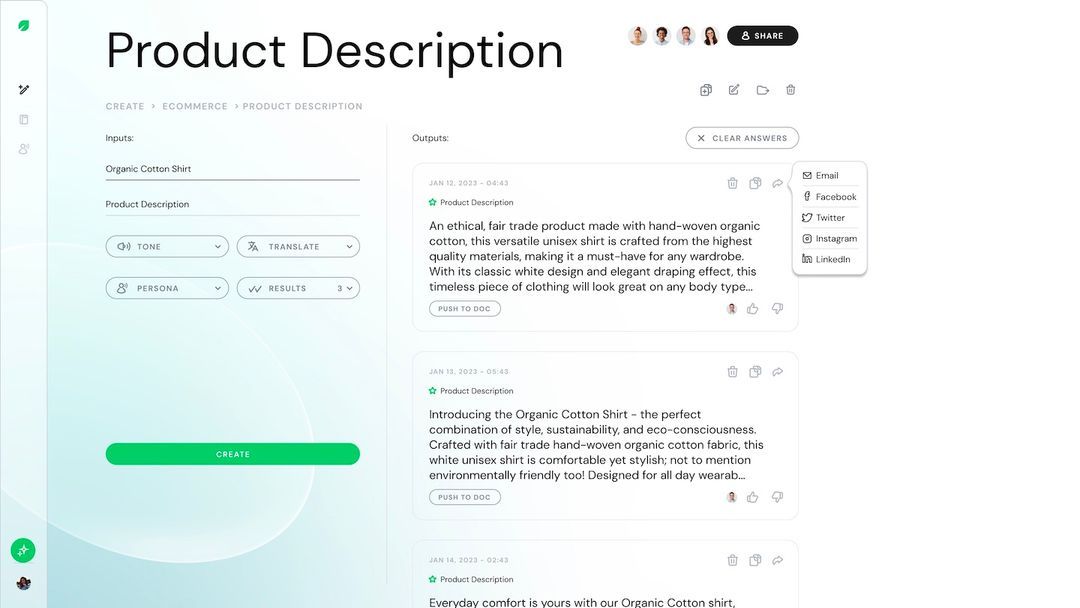 Product Description
SHARE
CREATE > ECOMMERCE > PRODUCT DESCRIPTION
Inputs:
Organic Cotton Shirt
Product Description
TONE
TRANSLATE
PERSONA
RESULTS 3
CREATE
Outputs:
CLEAR ANSWERS
JAN 12, 2023 - 04:43
Product Description
An ethical, fair trade product made with hand-woven organic
cotton, this versatile unisex shirt is crafted from the highest
quality materials, making it a must-have for any wardrobe.
With its classic white design and elegant draping effect, this
timeless piece of clothing will look great on any body type...
PUSH TO DOC
Email
Facebook
Twitter
Instagram
LinkedIn
JAN 13, 2023 - 05:43
Product Description
Introducing the Organic Cotton Shirt - the perfect
combination of style, sustainability, and eco-consciousness.
Crafted with fair trade hand-woven organic cotton fabric, this
white unisex shirt is comfortable yet stylish; not to mention
environmentally friendly too! Designed for all day wearab...
PUSH TO DOC
JAN 14, 2023 - 02:43
Product Description
Everyday comfort is yours with our Organic Cotton shirt,